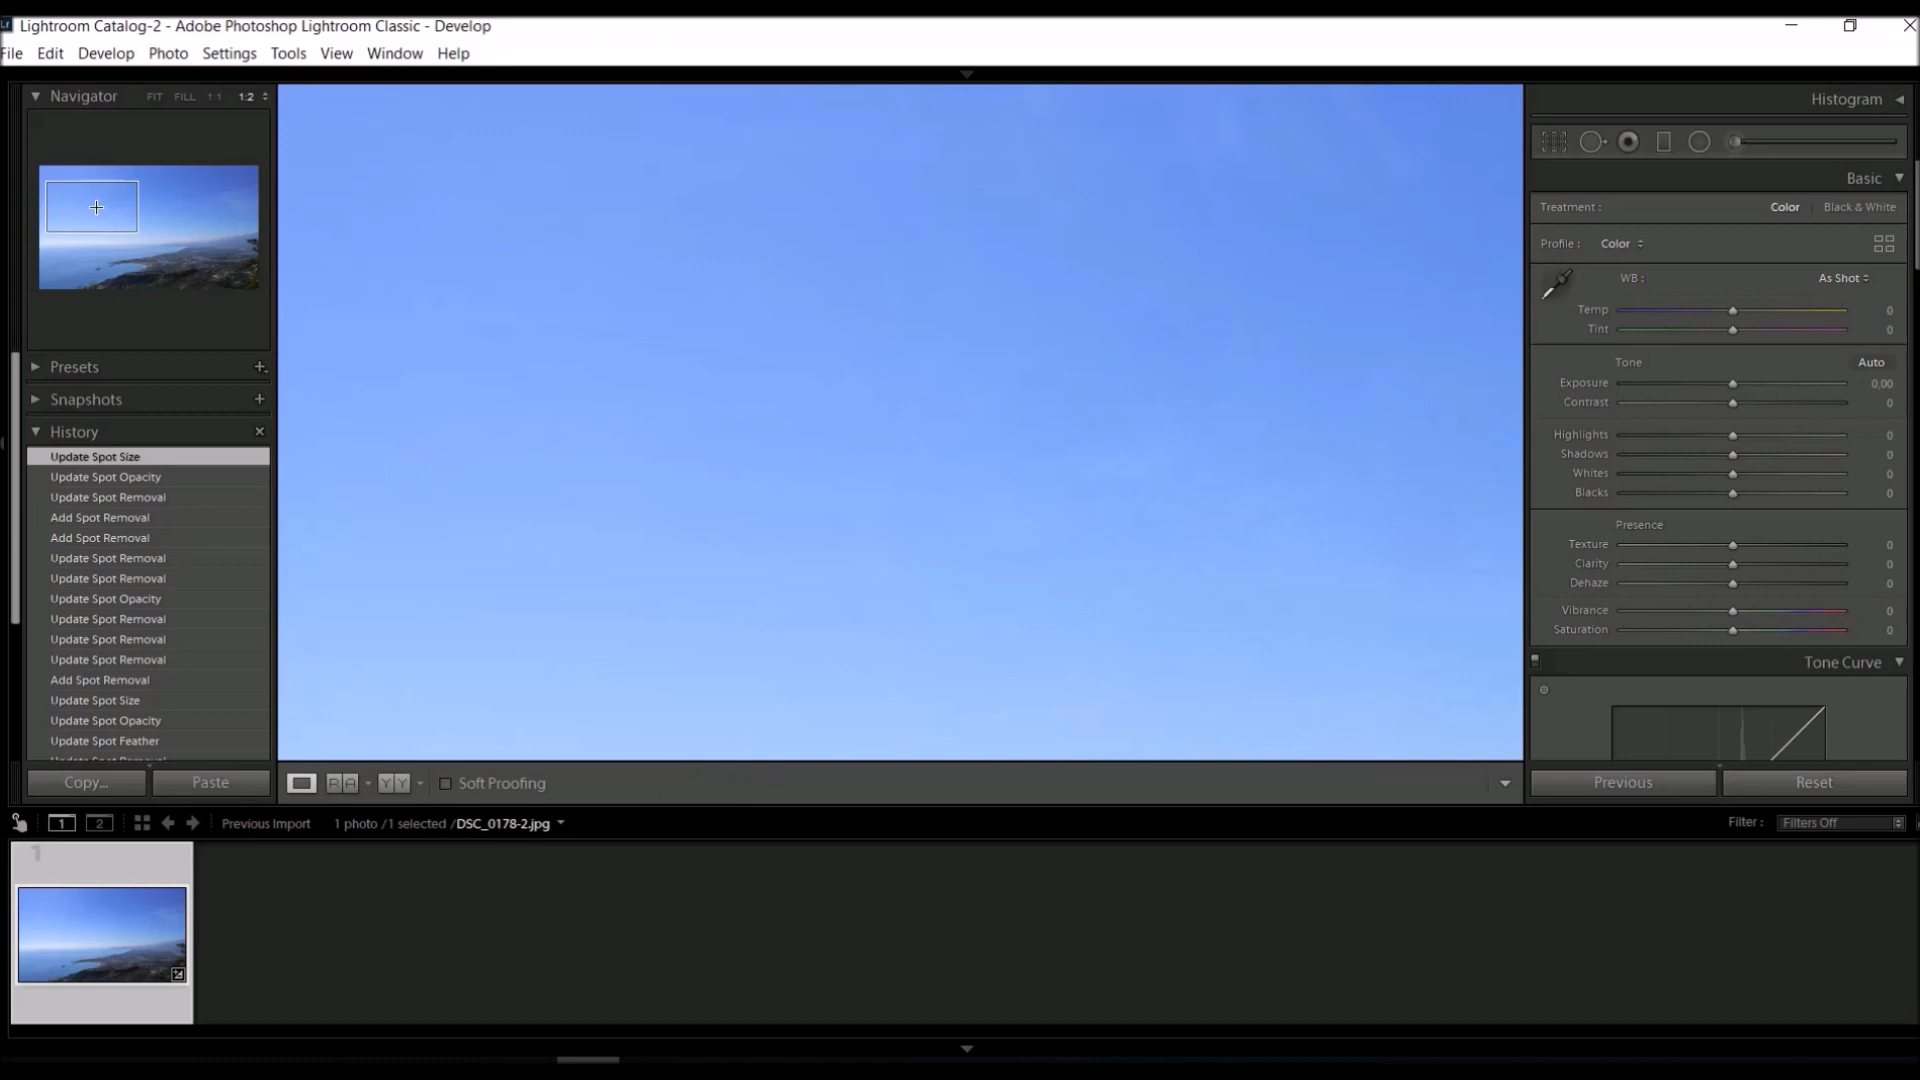 Lr Lightroom Catalog-2 - Adobe Photoshop Lightroom Classic - Develop
File Edit Develop Photo Settings Tools View Window Help
Navigator FIT FILL 1:1 1:2
Histogram
Basic
Treatment : Color Black & White
Profile : Color
WB : As Shot
Temp 0
Tint 0
Tone Auto
Exposure 0,00
Contrast 0
Highlights 0
Shadows 0
Whites 0
Blacks 0
Presence
Texture 0
Clarity 0
Dehaze 0
Vibrance 0
Saturation 0
Tone Curve
Presets
Snapshots
History
Update Spot Size
Update Spot Opacity
Update Spot Removal
Add Spot Removal
Add Spot Removal
Update Spot Removal
Update Spot Removal
Update Spot Opacity
Update Spot Removal
Update Spot Removal
Update Spot Removal
Add Spot Removal
Update Spot Size
Update Spot Opacity
Update Spot Feather
Copy... Paste
R A Y Y Soft Proofing
Previous Reset
1 2 Previous Import 1 photo /1 selected /DSC_0178-2.jpg
Filter : Filters Off
1